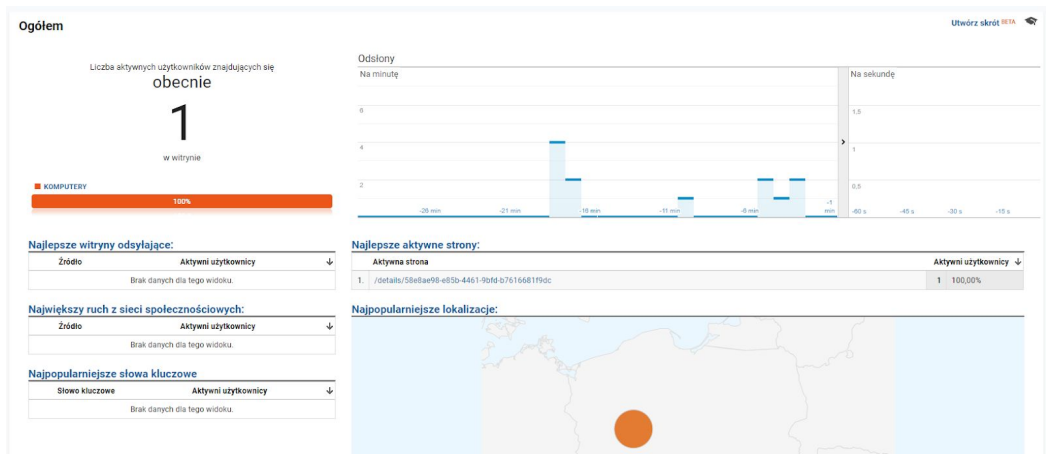 Ogółem
Utwórz skrót BETA
Liczba aktywnych użytkowników znajdujących się
obecnie
1
w witrynie
KOMPUTERY
100%
Odsłony
Na minutę
Na sekundę
6
4
2
-26 min
-21 min
-16 min
-11 min
-6 min
-1
min
1,5
1
0,5
-60 s
-45 s
-30 s
-15 s
Najlepsze witryny odsyłające:
Źródło Aktywni użytkownicy
Brak danych dla tego widoku.
Największy ruch z sieci społecznościowych:
Źródło Aktywni użytkownicy
Brak danych dla tego widoku.
Najpopularniejsze słowa kluczowe
Słowo kluczowe Aktywni użytkownicy
Brak danych dla tego widoku.
Najlepsze aktywne strony:
Aktywna strona Aktywni użytkownicy
1. /details/58e8ae98-e85b-4461-9bfd-b7616681f9dc 1 100,00%
Najpopularniejsze lokalizacje: